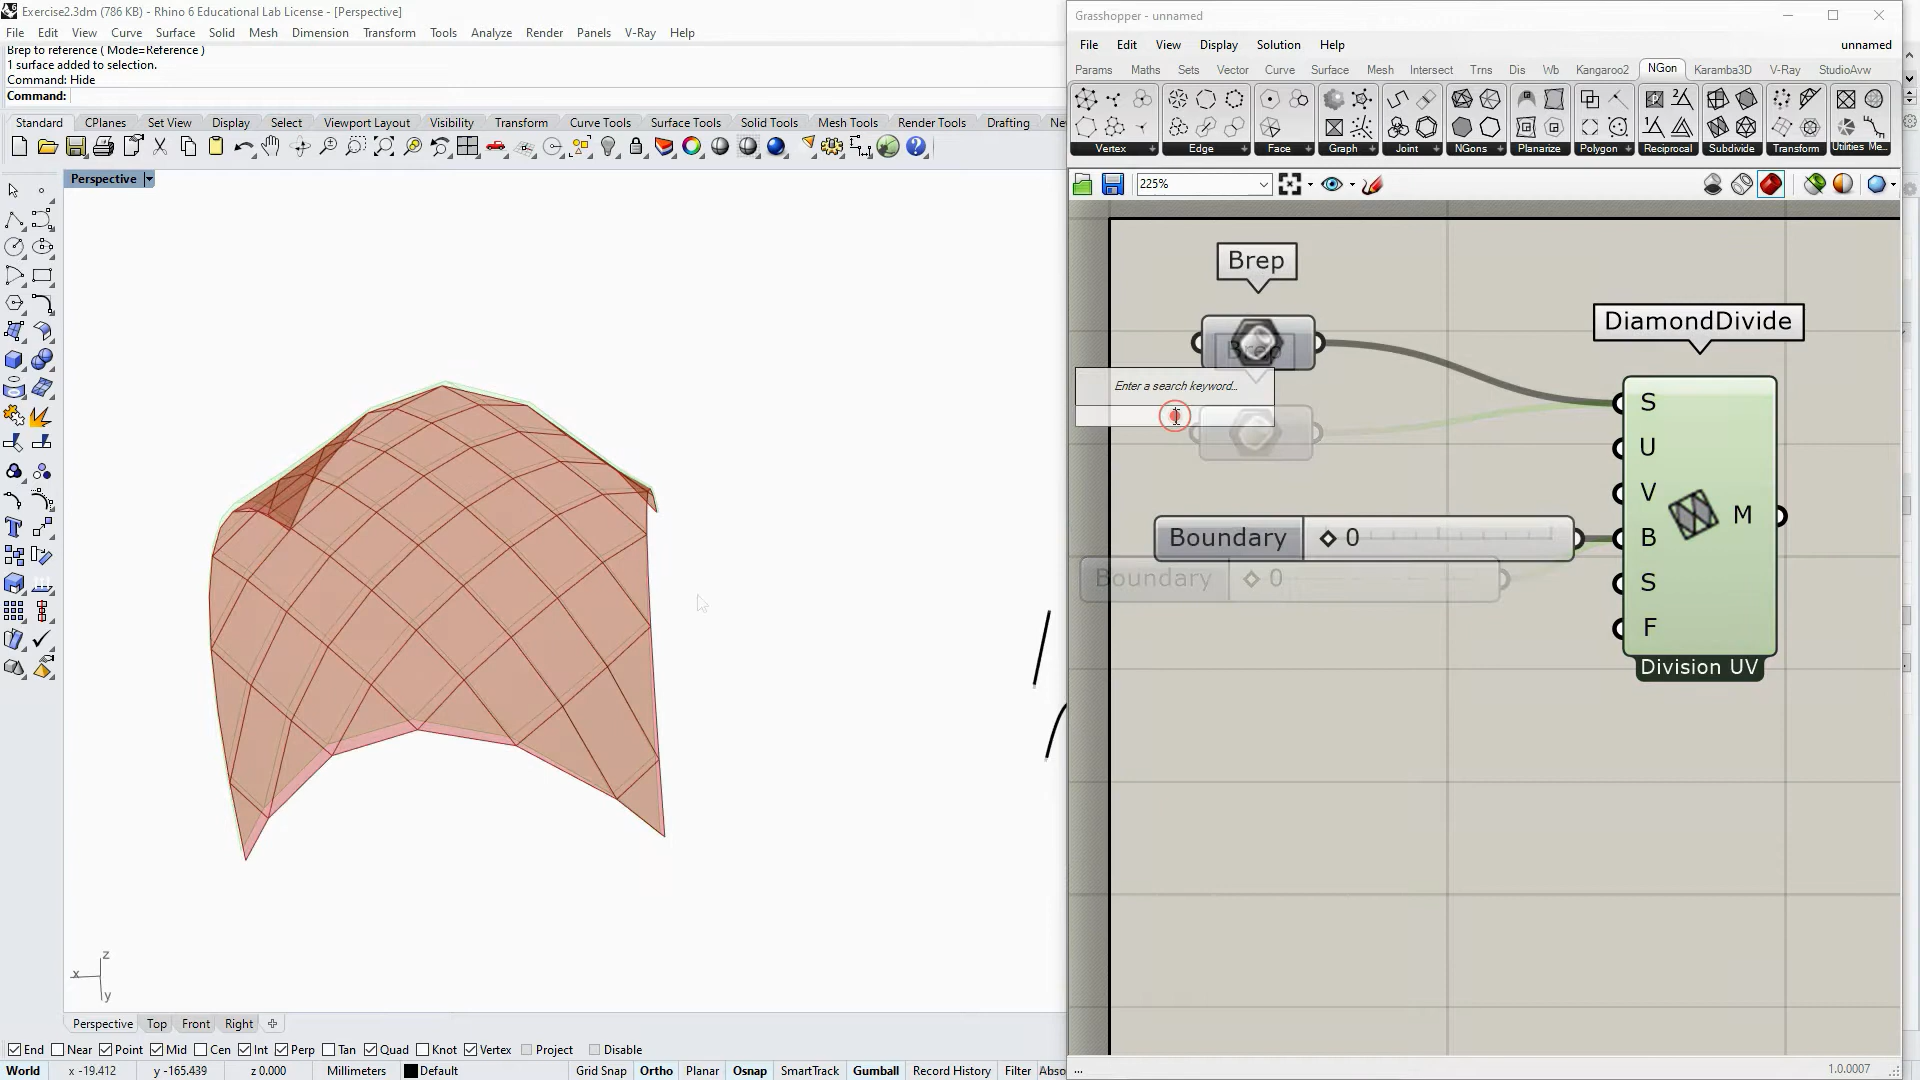 Exercise2.3dm (786 KB) - Rhino 6 Educational Lab License - [Perspective]
File Edit View Curve Surface Solid Mesh Dimension Transform Tools Analyze Render Panels V-Ray Help
Brep to reference ( Mode=Reference )
1 surface added to selection.
Command: Hide
Command:
Standard CPlanes Set View Display Select Viewport Layout Visibility Transform Curve Tools Surface Tools Solid Tools Mesh Tools Render Tools Drafting Ne
Perspective
z
x
y
Perspective Top Front Right
End Near Point Mid Cen Int Perp Tan Quad Knot Vertex Project Disable
World x -19.412 y -165.439 z 0.000 Millimeters Default Grid Snap Ortho Planar Osnap SmartTrack Gumball Record History Filter Abso
Grasshopper - unnamed
File Edit View Display Solution Help unnamed
Params Maths Sets Vector Curve Surface Mesh Intersect Trns Dis Wb Kangaroo2 NGon Karamba3D V-Ray StudioAvw
Vertex Edge Face Graph Joint NGons Planarize Polygon Reciprocal Subdivide Transform Utilities Me...
225%
Brep
Brep
Enter a search keyword...
DiamondDivide
S
U
V
B
S
F
M
Division UV
Boundary 0
Boundary 0
...
1.0.0007